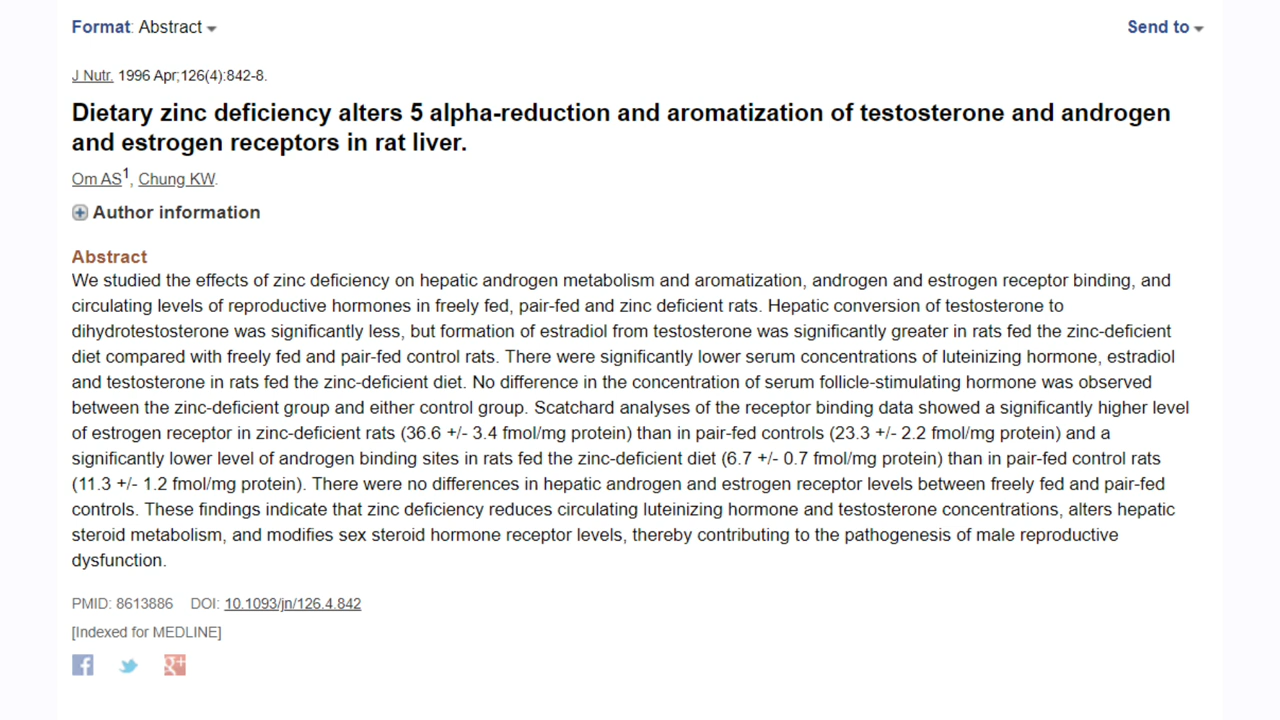 Format: Abstract
Send to
J Nutr. 1996 Apr;126(4):842-8.
Dietary zinc deficiency alters 5 alpha-reduction and aromatization of testosterone and androgen
and estrogen receptors in rat liver.
Om AS1, Chung KW.
Author information
Abstract
We studied the effects of zinc deficiency on hepatic androgen metabolism and aromatization, androgen and estrogen receptor binding, and
circulating levels of reproductive hormones in freely fed, pair-fed and zinc deficient rats. Hepatic conversion of testosterone to
dihydrotestosterone was significantly less, but formation of estradiol from testosterone was significantly greater in rats fed the zinc-deficient
diet compared with freely fed and pair-fed control rats. There were significantly lower serum concentrations of luteinizing hormone, estradiol
and testosterone in rats fed the zinc-deficient diet. No difference in the concentration of serum follicle-stimulating hormone was observed
between the zinc-deficient group and either control group. Scatchard analyses of the receptor binding data showed a significantly higher level
of estrogen receptor in zinc-deficient rats (36.6 +/- 3.4 fmol/mg protein) than in pair-fed controls (23.3 +/- 2.2 fmol/mg protein) and a
significantly lower level of androgen binding sites in rats fed the zinc-deficient diet (6.7 +/- 0.7 fmol/mg protein) than in pair-fed control rats
(11.3 +/- 1.2 fmol/mg protein). There were no differences in hepatic androgen and estrogen receptor levels between freely fed and pair-fed
controls. These findings indicate that zinc deficiency reduces circulating luteinizing hormone and testosterone concentrations, alters hepatic
steroid metabolism, and modifies sex steroid hormone receptor levels, thereby contributing to the pathogenesis of male reproductive
dysfunction.
PMID: 8613886 DOI: 10.1093/jn/126.4.842
[Indexed for MEDLINE]
f g+